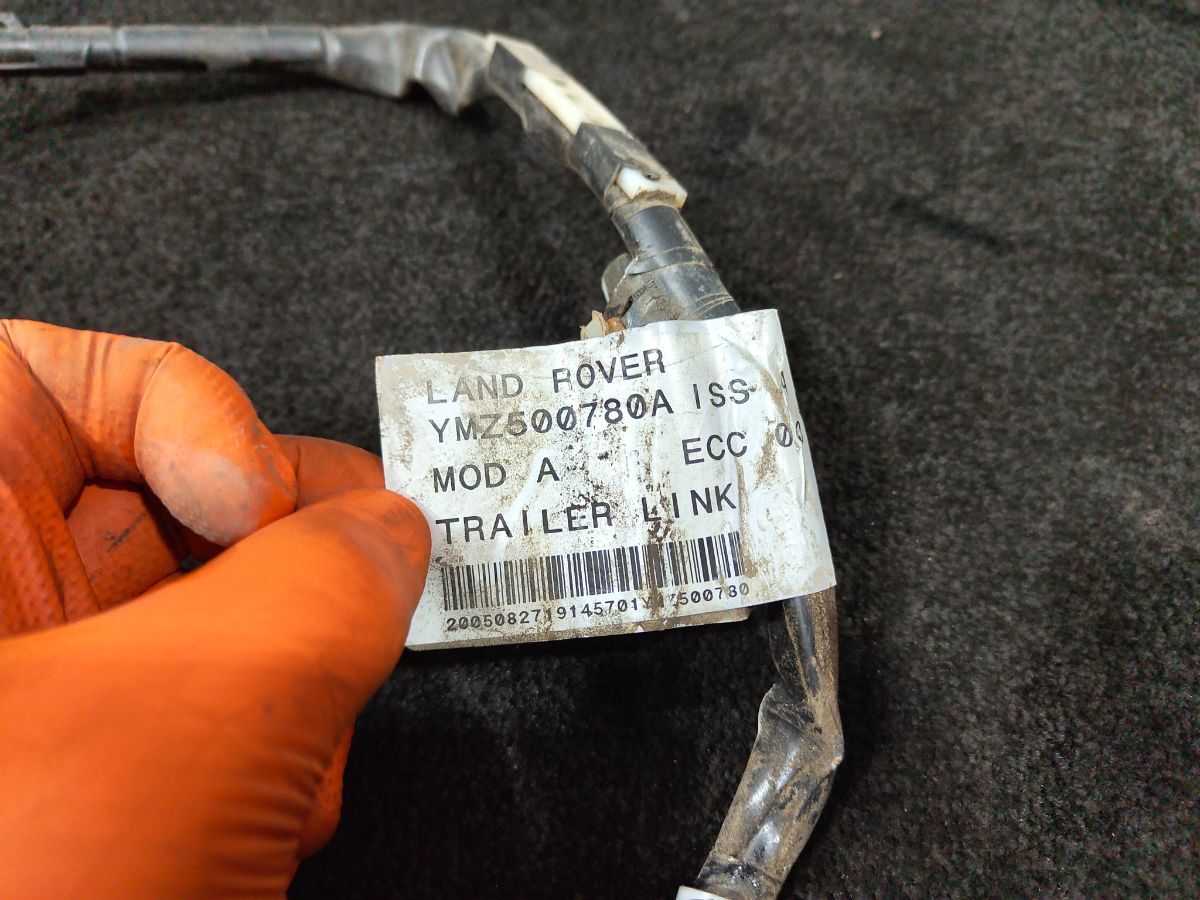 LAND ROVER
YMZ500780A ISS
MOD A ECC
TRAILER LINK